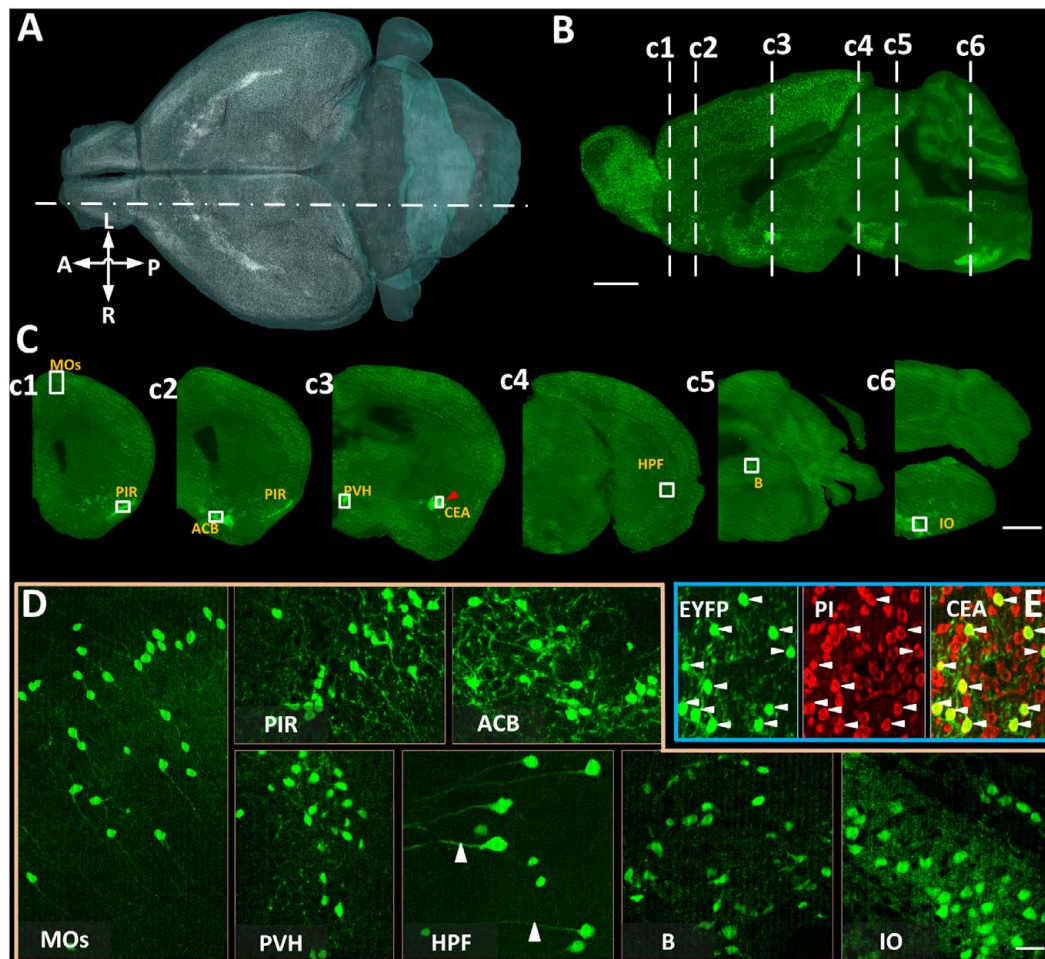 A
B
c1 c2 c3 c4 c5 c6
L
A P
R
C
c1 c2 c3 c4 c5 c6
MOs
PIR
ACB
PIR
PVH
CEA
HPF
B
IO
D
EYFP PI CEA E
PIR ACB
MOs PVH HPF B IO